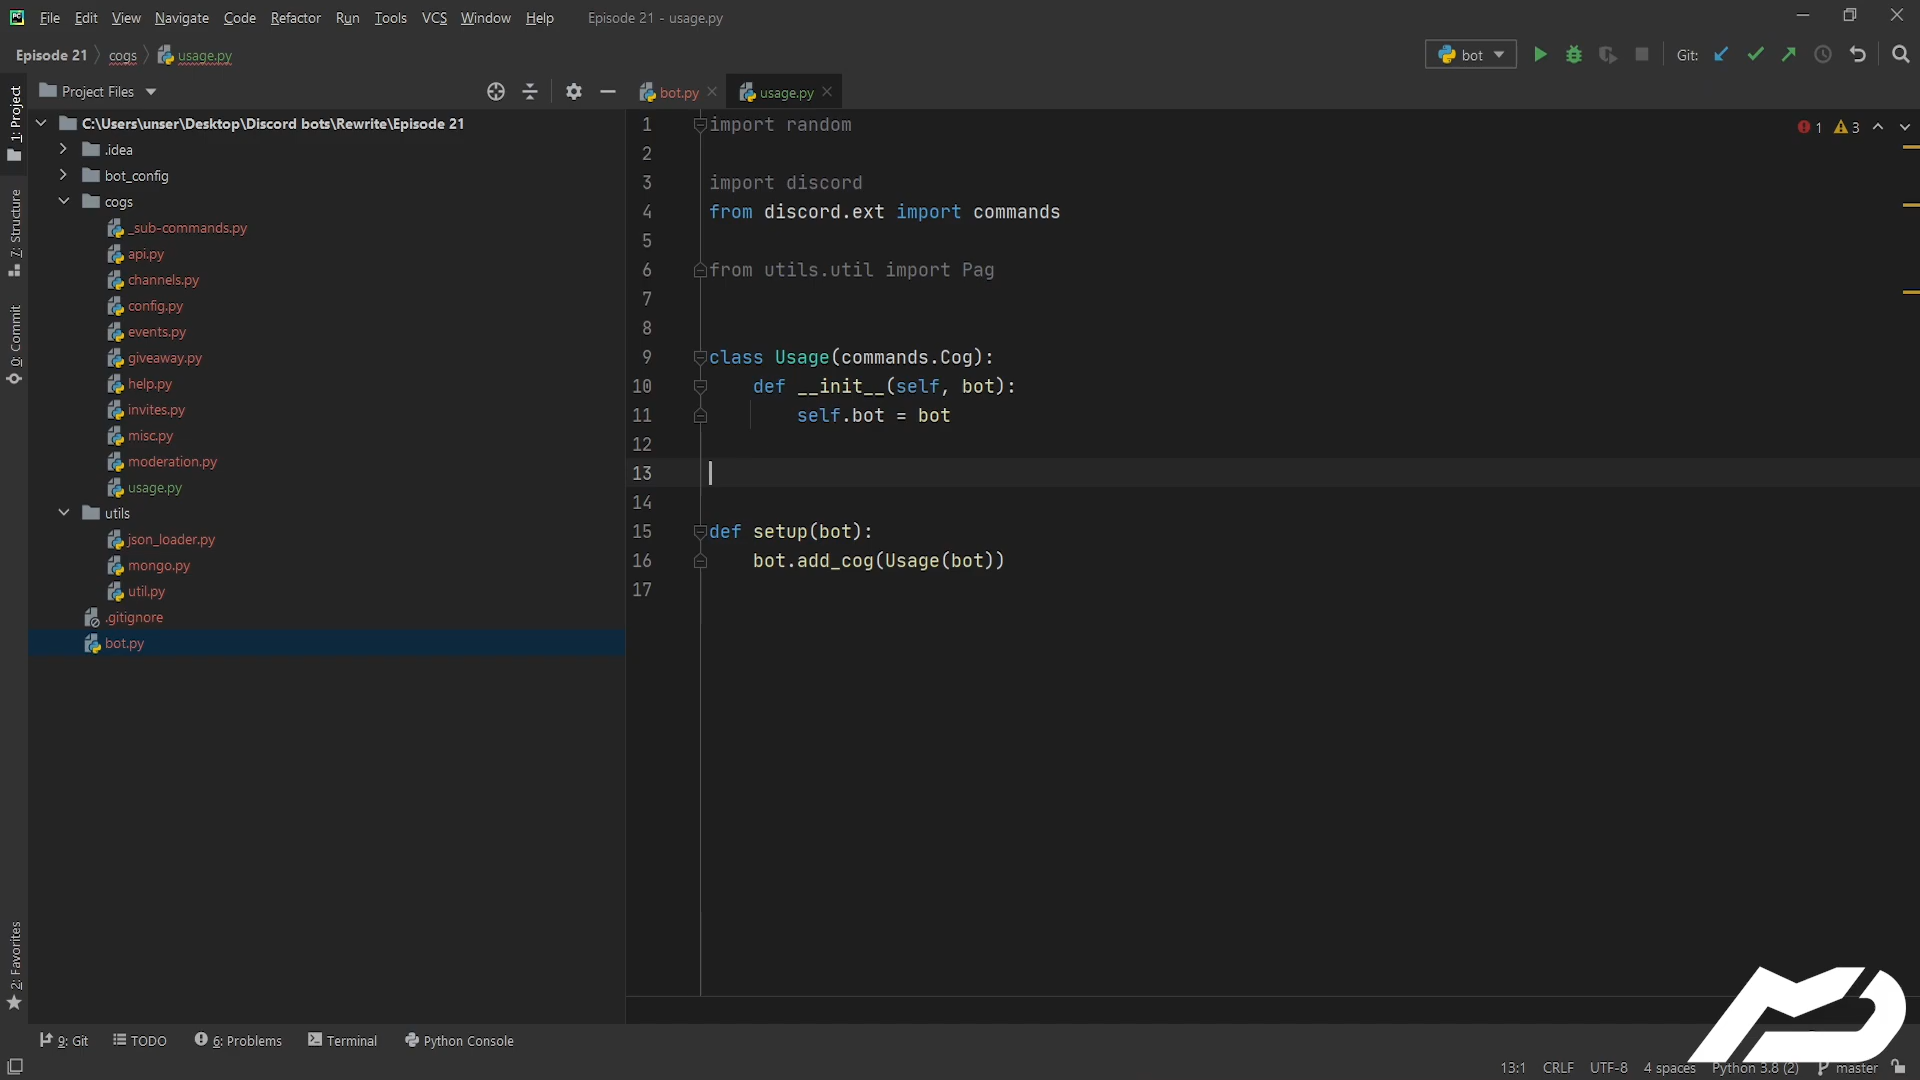 File Edit View Navigate Code Refactor Run Tools VCS Window Help Episode 21 - usage.py
Episode 21 cogs usage.py bot Git:
Project Files bot.py usage.py
1: Project
7: Structure
0: Commit
2: Favorites
C:\Users\unser\Desktop\Discord bots\Rewrite\Episode 21
.idea
bot_config
cogs
_sub-commands.py
api.py
channels.py
config.py
events.py
giveaway.py
help.py
invites.py
misc.py
moderation.py
usage.py
utils
json_loader.py
mongo.py
util.py
.gitignore
bot.py
1 import random
2
3 import discord
4 from discord.ext import commands
5
6 from utils.util import Pag
7
8
9 class Usage(commands.Cog):
10 def __init__(self, bot):
11 self.bot = bot
12
13
14
15 def setup(bot):
16 bot.add_cog(Usage(bot))
17
1 3
9: Git TODO 6: Problems Terminal Python Console
13:1 CRLF UTF-8 4 spaces Python 3.8 (2) master